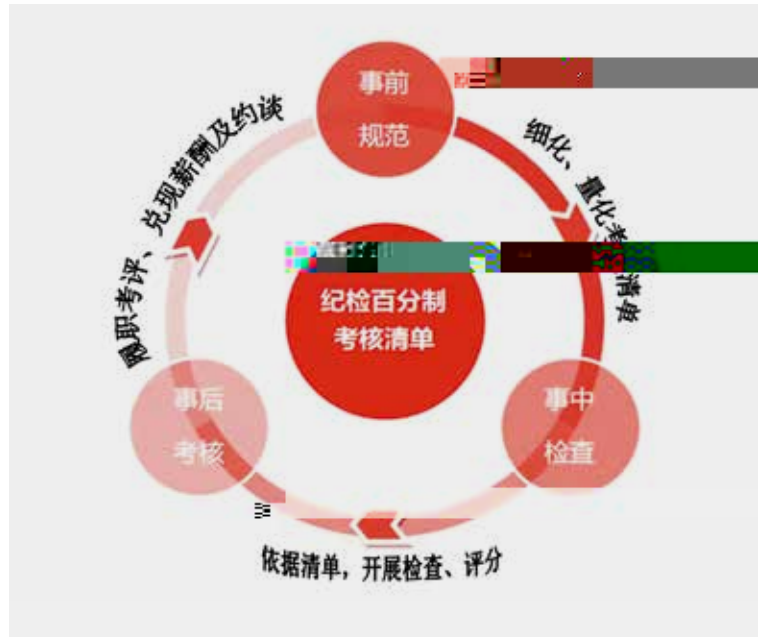 事前
规范
细化、量化考清单
纪检百分制
考核清单
履职考评、兑现薪酬及约谈
事后
考核
事中
检查
依据清单，开展检查、评分